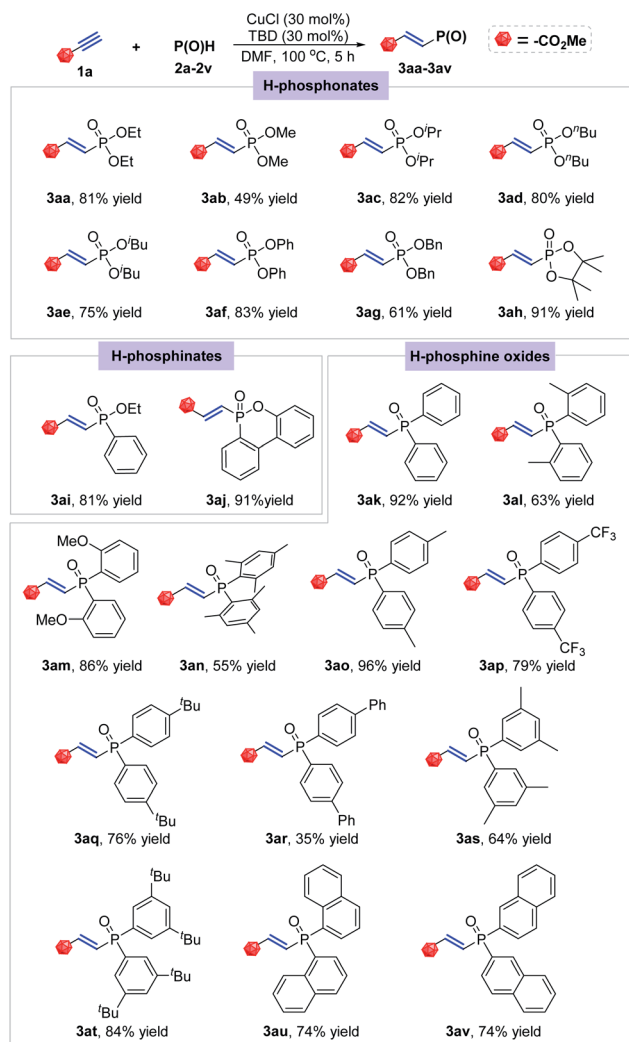 CuCl (30 mol%)
TBD (30 mol%)
DMF, 100 °C, 5 h
1a
+
P(O)H
2a-2v
P(O)
3aa-3av
= -CO2Me
H-phosphonates
O
P
OEt
OEt
3aa, 81% yield
O
P
OMe
OMe
3ab, 49% yield
O
P
OiPr
OiPr
3ac, 82% yield
O
P
OnBu
OnBu
3ad, 80% yield
O
P
OiBu
OiBu
3ae, 75% yield
O
P
OPh
OPh
3af, 83% yield
O
P
OBn
OBn
3ag, 61% yield
O
P
O
O
3ah, 91% yield
H-phosphinates
O
P
OEt
3ai, 81% yield
O
P
O
3aj, 91%yield
H-phosphine oxides
O
P
3ak, 92% yield
O
P
3al, 63% yield
MeO
O
P
MeO
3am, 86% yield
O
P
3an, 55% yield
O
P
3ao, 96% yield
CF3
O
P
CF3
3ap, 79% yield
tBu
O
P
tBu
3aq, 76% yield
Ph
O
P
Ph
3ar, 35% yield
O
P
3as, 64% yield
tBu
O
P
tBu
tBu
tBu
3at, 84% yield
O
P
3au, 74% yield
O
P
3av, 74% yield